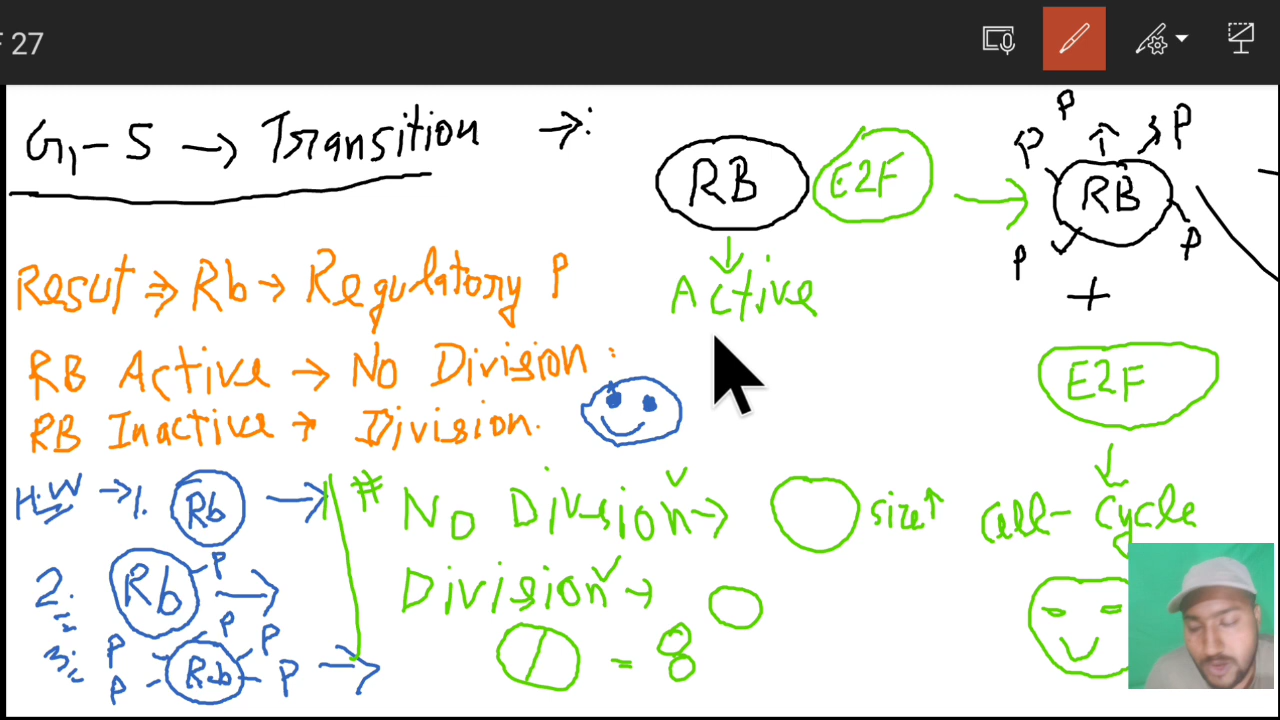 F 27
G1 - S → Transition →:
RB E2F → RB P P P P P
↓
Active
+
E2F
↓
Cell - Cycle
Resut ⇒ Rb → Regulatory P
RB Active → No Division :
RB Inactive → Division.
H.W → 1. Rb →
2. Rb P →
3. Rb P P P P P →
# No Division ✓ → size ↑
Division ✓ →
= 8